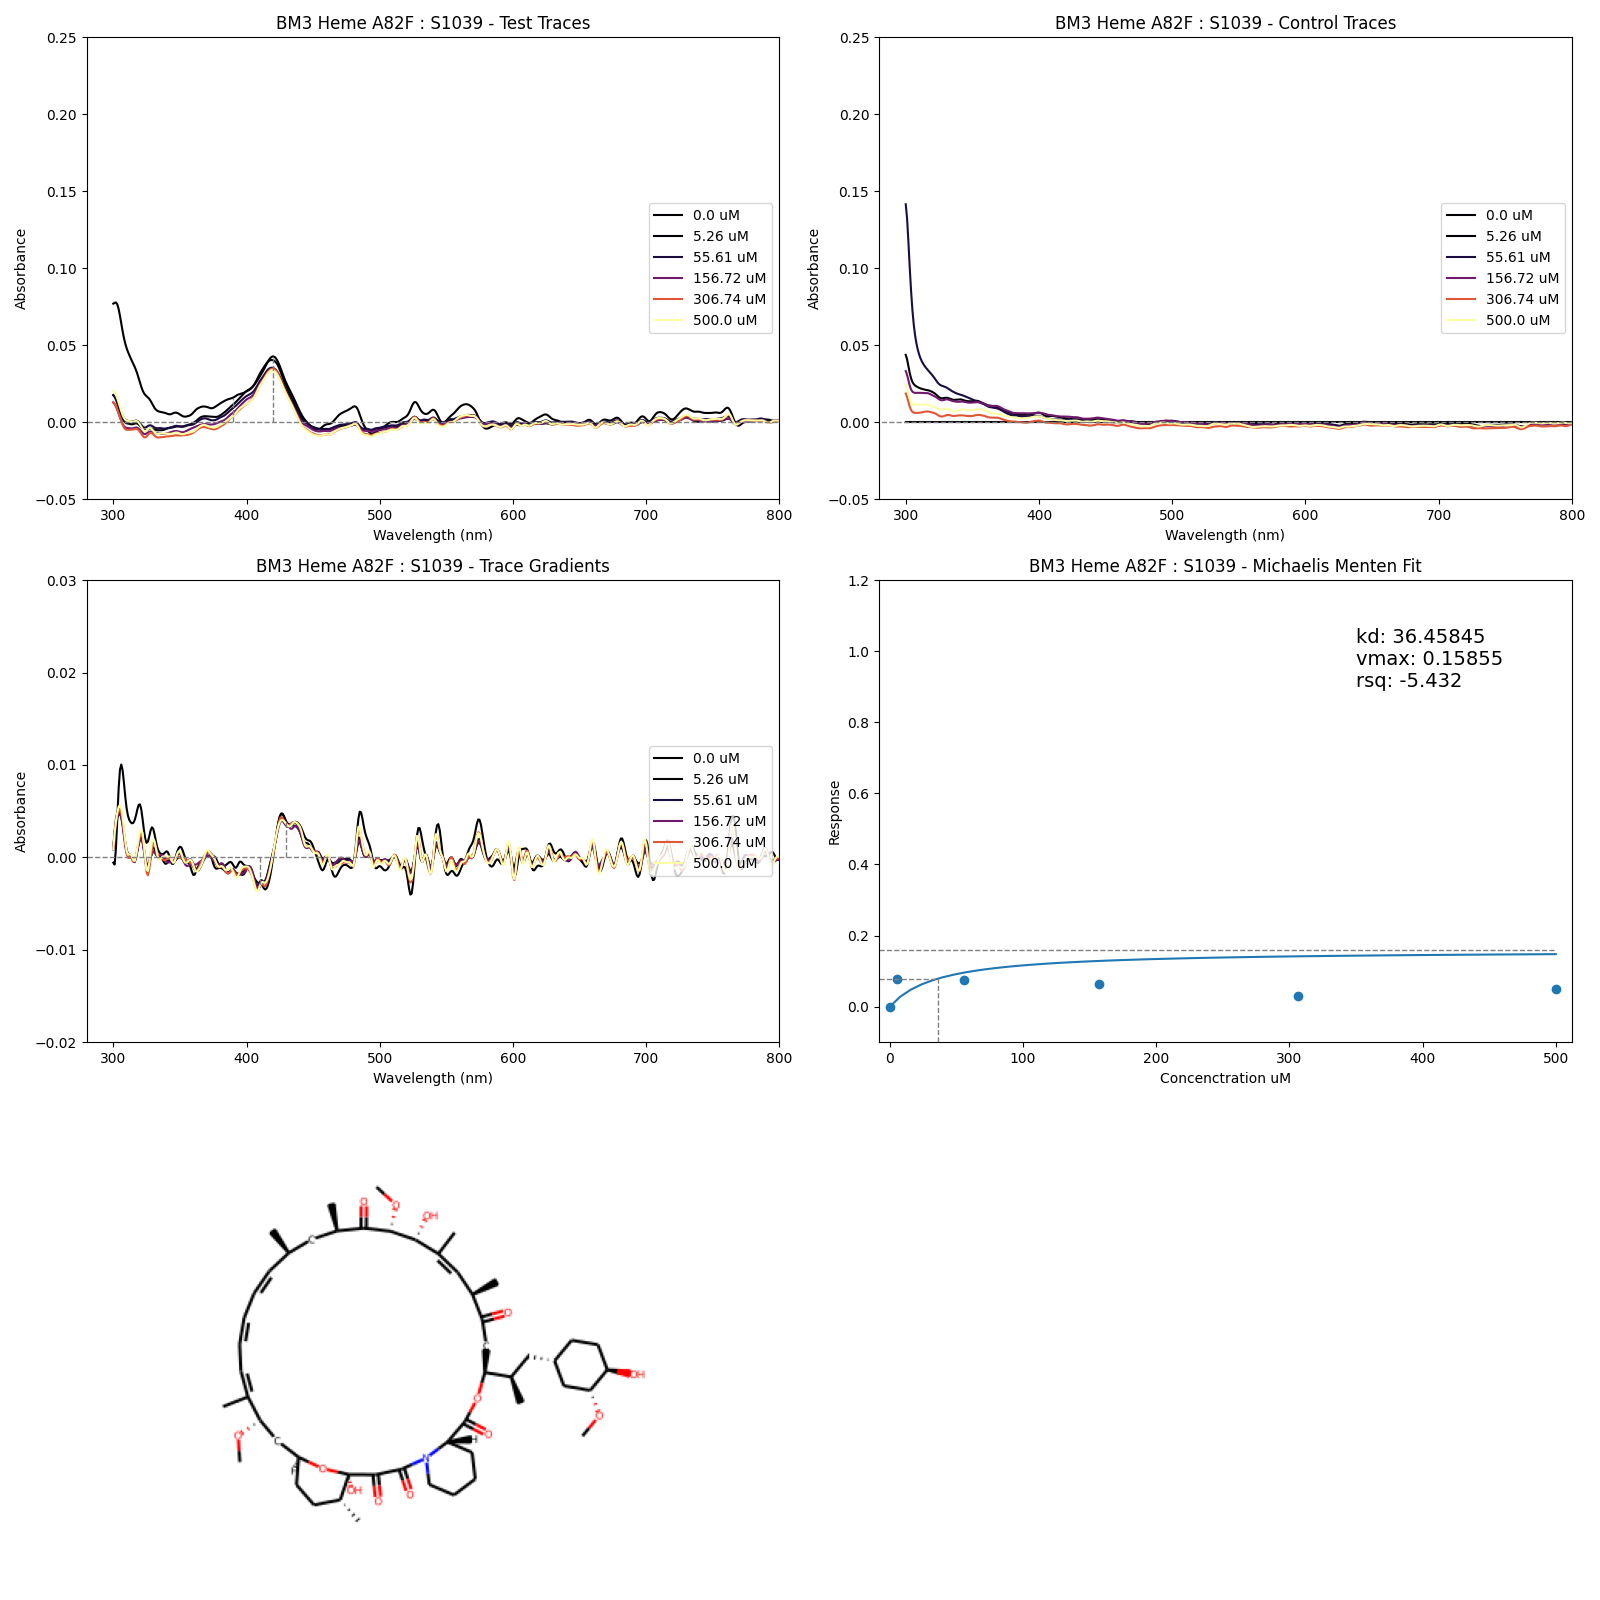 BM3 Heme A82F : S1039 - Test Traces
0.25
0.20
0.15
0.10
0.05
0.00
−0.05
Absorbance
0.0 uM
5.26 uM
55.61 uM
156.72 uM
306.74 uM
500.0 uM
300 400 500 600 700 800
Wavelength (nm)
BM3 Heme A82F : S1039 - Control Traces
0.25
0.20
0.15
0.10
0.05
0.00
−0.05
Absorbance
0.0 uM
5.26 uM
55.61 uM
156.72 uM
306.74 uM
500.0 uM
300 400 500 600 700 800
Wavelength (nm)
BM3 Heme A82F : S1039 - Trace Gradients
0.03
0.02
0.01
0.00
−0.01
−0.02
Absorbance
0.0 uM
5.26 uM
55.61 uM
156.72 uM
306.74 uM
500.0 uM
300 400 500 600 700 800
Wavelength (nm)
BM3 Heme A82F : S1039 - Michaelis Menten Fit
1.2
1.0
0.8
0.6
0.4
0.2
0.0
Response
kd: 36.45845
vmax: 0.15855
rsq: -5.432
0 100 200 300 400 500
Concenctration uM
O
O
OH
C
O
C
OH
O
O
O
H
O
C
N
H
O
OH
O
O